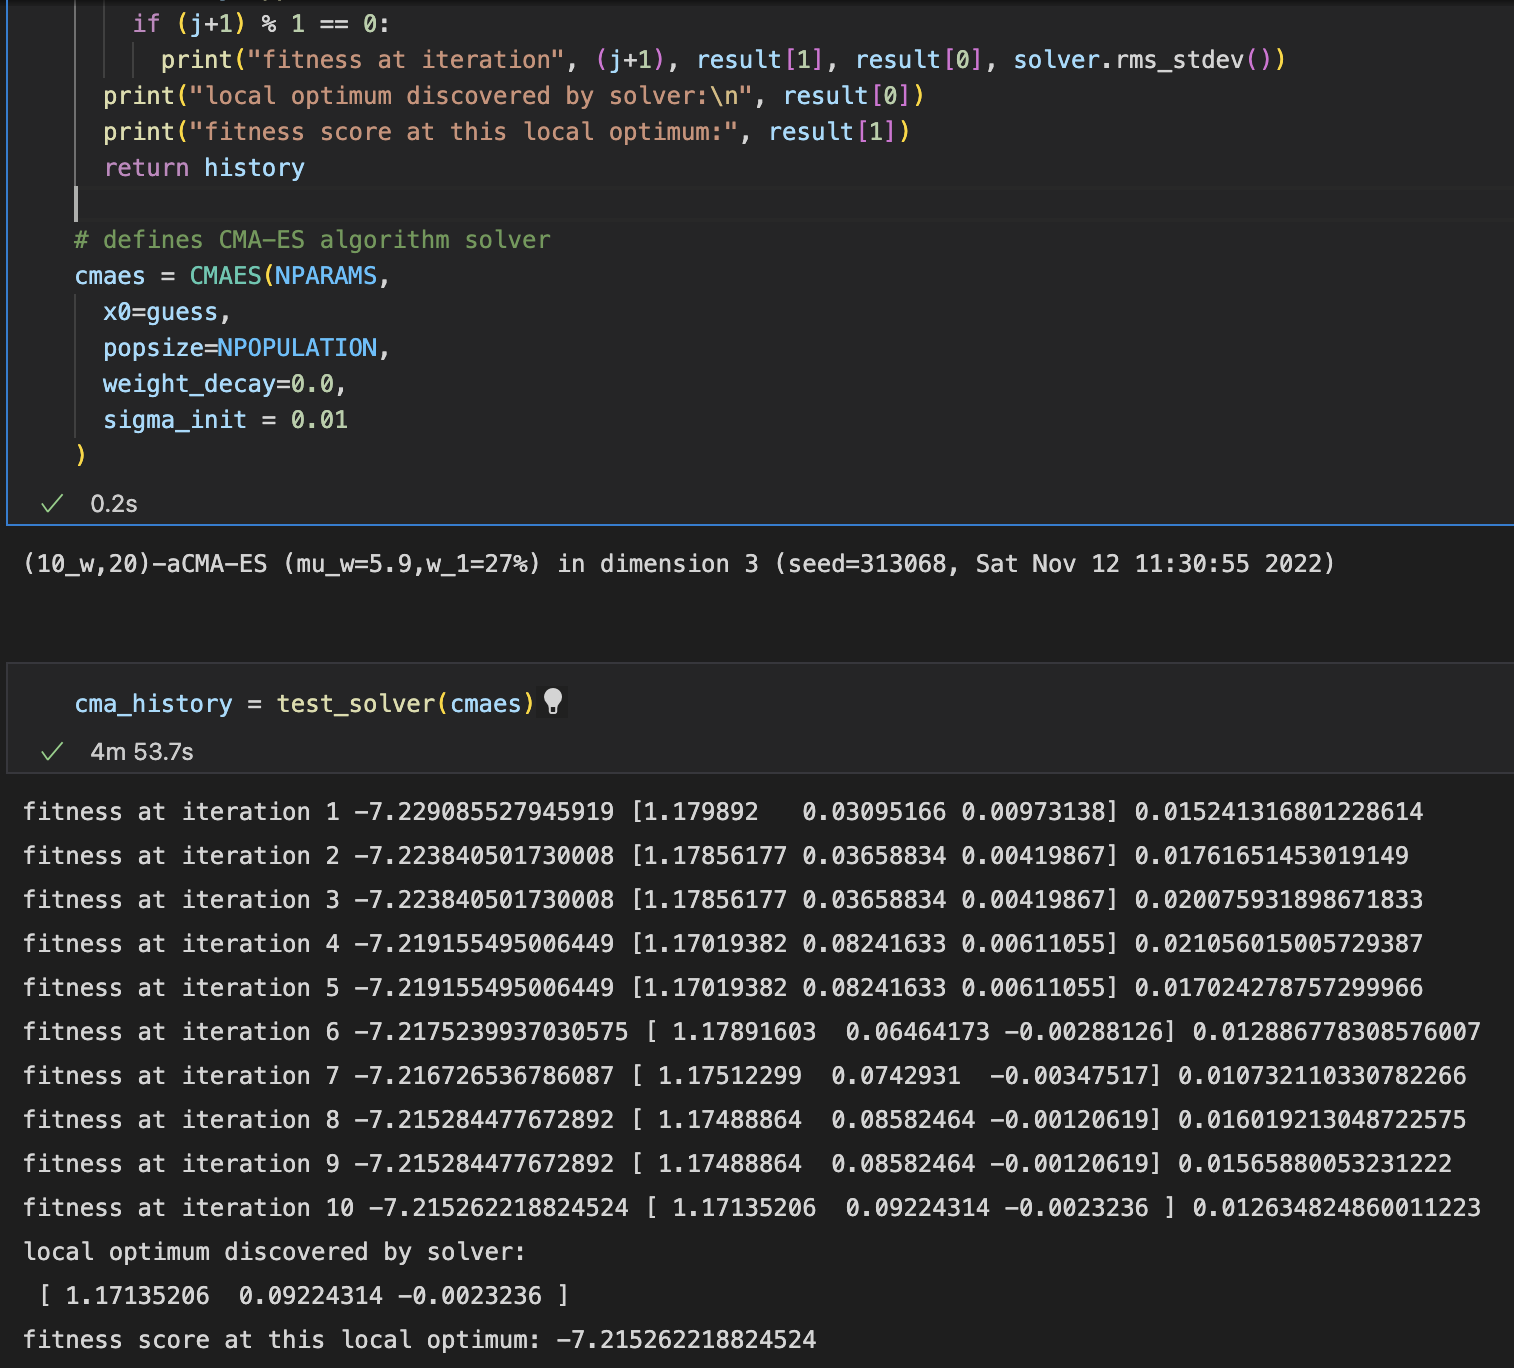 if (j+1) % 1 == 0:
print("fitness at iteration", (j+1), result[1], result[0], solver.rms_stdev())
print("local optimum discovered by solver:\n", result[0])
print("fitness score at this local optimum:", result[1])
return history
# defines CMA-ES algorithm solver
cmaes = CMAES(NPARAMS,
x0=guess,
popsize=NPOPULATION,
weight_decay=0.0,
sigma_init = 0.01
)
0.2s
(10_w,20)-aCMA-ES (mu_w=5.9,w_1=27%) in dimension 3 (seed=313068, Sat Nov 12 11:30:55 2022)
cma_history = test_solver(cmaes)
4m 53.7s
fitness at iteration 1 -7.229085527945919 [1.179892   0.03095166 0.00973138] 0.015241316801228614
fitness at iteration 2 -7.223840501730008 [1.17856177 0.03658834 0.00419867] 0.01761651453019149
fitness at iteration 3 -7.223840501730008 [1.17856177 0.03658834 0.00419867] 0.020075931898671833
fitness at iteration 4 -7.219155495006449 [1.17019382 0.08241633 0.00611055] 0.021056015005729387
fitness at iteration 5 -7.219155495006449 [1.17019382 0.08241633 0.00611055] 0.017024278757299966
fitness at iteration 6 -7.2175239937030575 [ 1.17891603  0.06464173 -0.00288126] 0.012886778308576007
fitness at iteration 7 -7.216726536786087 [ 1.17512299  0.0742931  -0.00347517] 0.010732110330782266
fitness at iteration 8 -7.215284477672892 [ 1.17488864  0.08582464 -0.00120619] 0.016019213048722575
fitness at iteration 9 -7.215284477672892 [ 1.17488864  0.08582464 -0.00120619] 0.01565880053231222
fitness at iteration 10 -7.215262218824524 [ 1.17135206  0.09224314 -0.0023236 ] 0.012634824860011223
local optimum discovered by solver:
[ 1.17135206  0.09224314 -0.0023236 ]
fitness score at this local optimum: -7.215262218824524